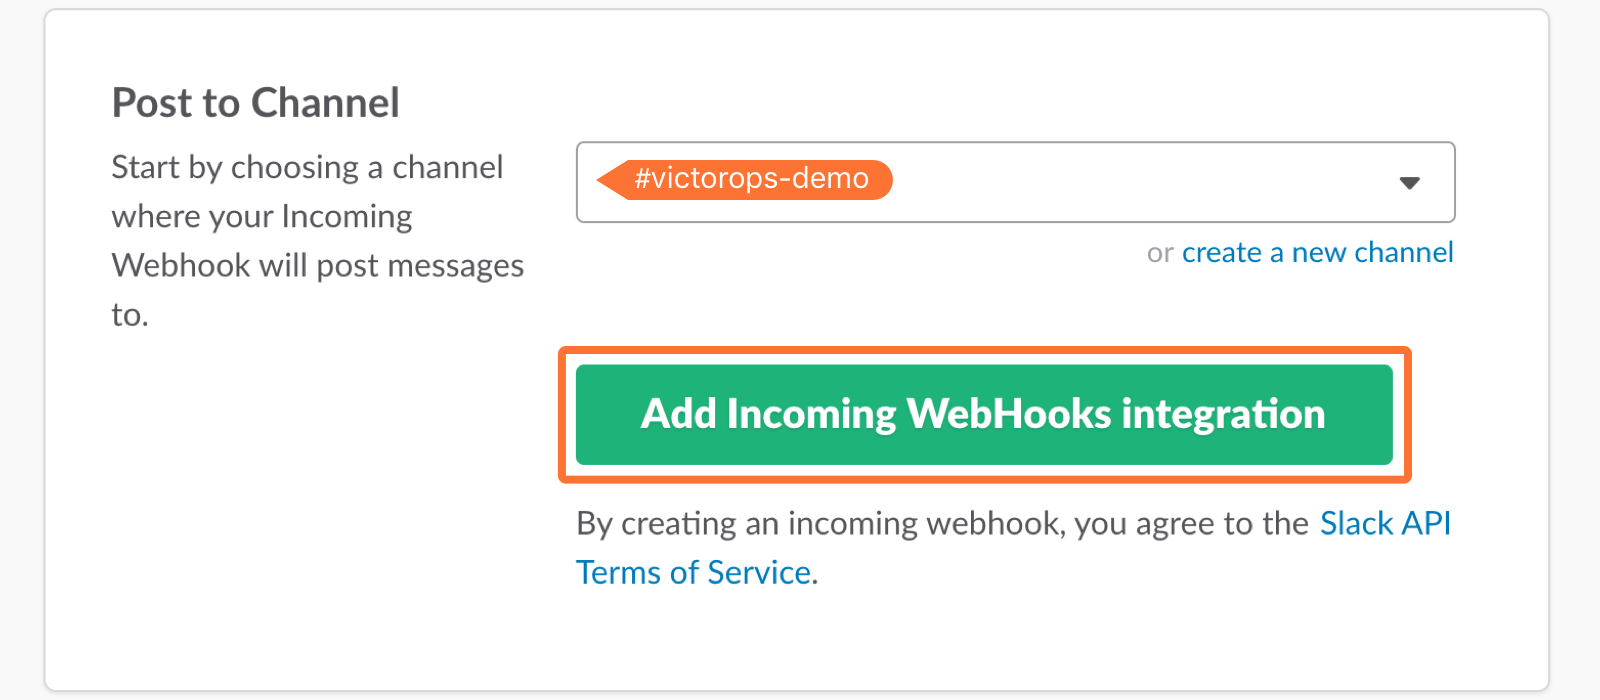 Post to Channel
Start by choosing a channel
where your Incoming
Webhook will post messages
to.
#victorops-demo
or create a new channel
Add Incoming WebHooks integration
By creating an incoming webhook, you agree to the Slack API
Terms of Service.